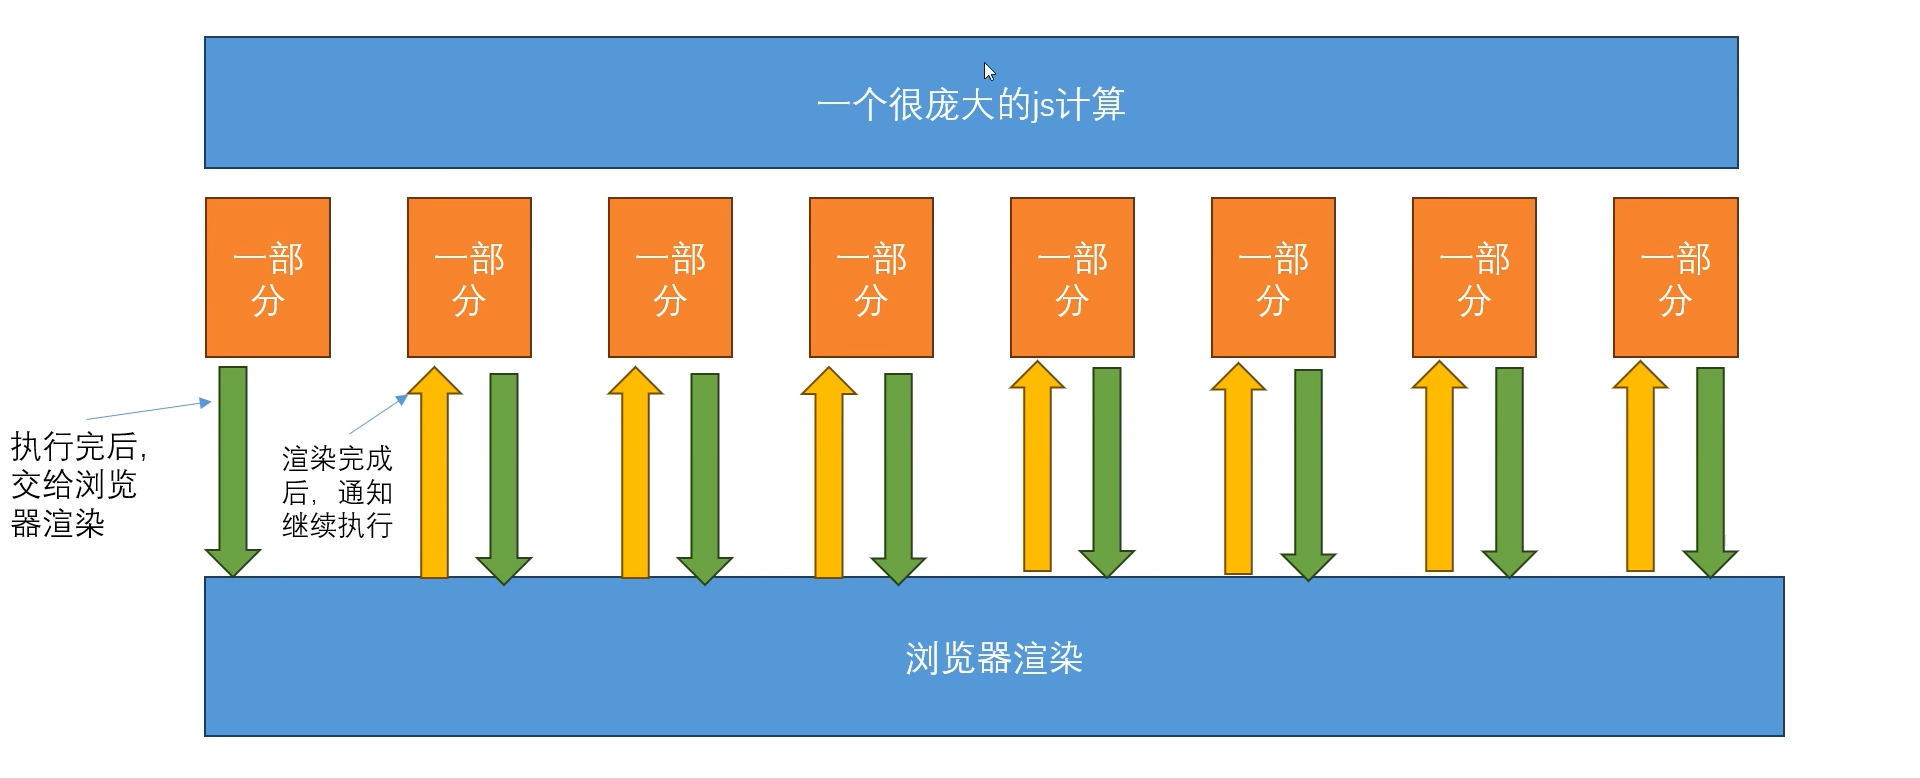 一个很庞大的js计算
一部
分
一部
分
一部
分
一部
分
一部
分
一部
分
一部
分
一部
分
执行完后,
交给浏览
器渲染
渲染完成
后，通知
继续执行
浏览器渲染